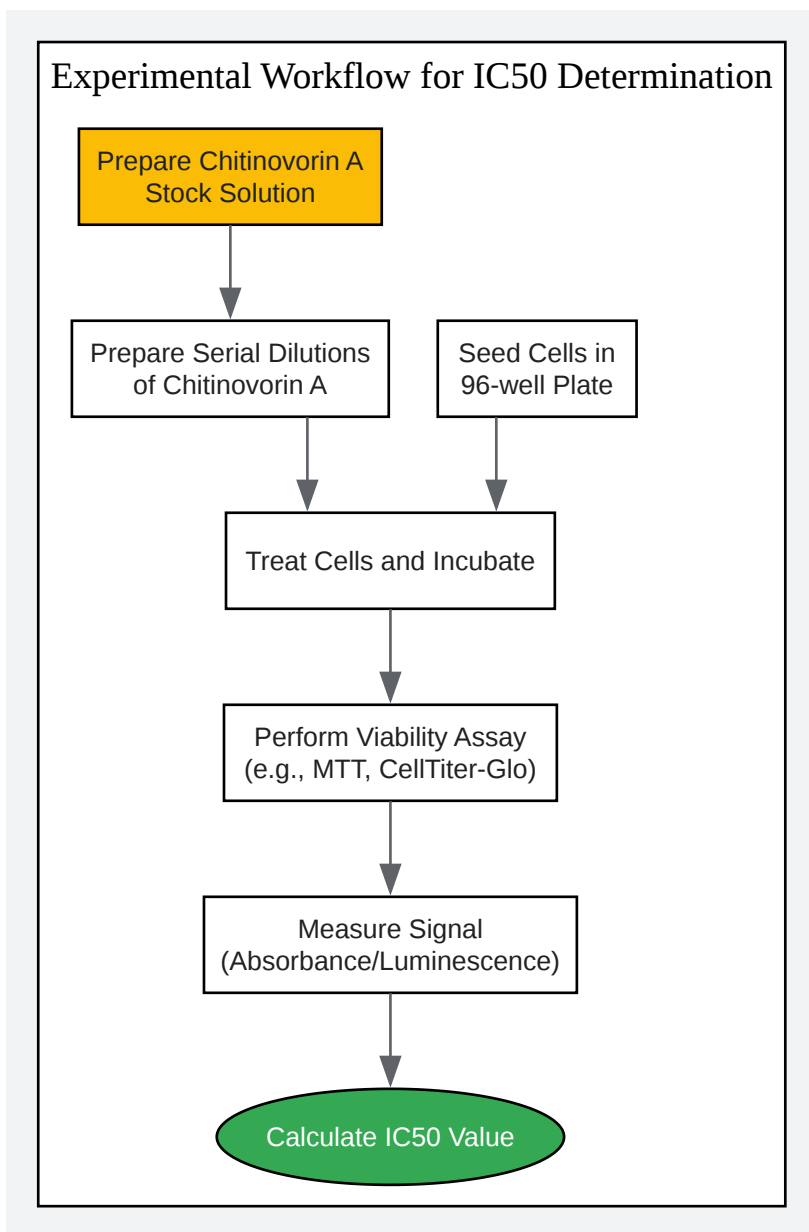 Experimental Workflow for IC50 Determination
Prepare Chitinovorin A
Stock Solution
Prepare Serial Dilutions
of Chitinovorin A
Seed Cells in
96-well Plate
Treat Cells and Incubate
Perform Viability Assay
(e.g., MTT, CellTiter-Glo)
Measure Signal
(Absorbance/Luminescence)
Calculate IC50 Value